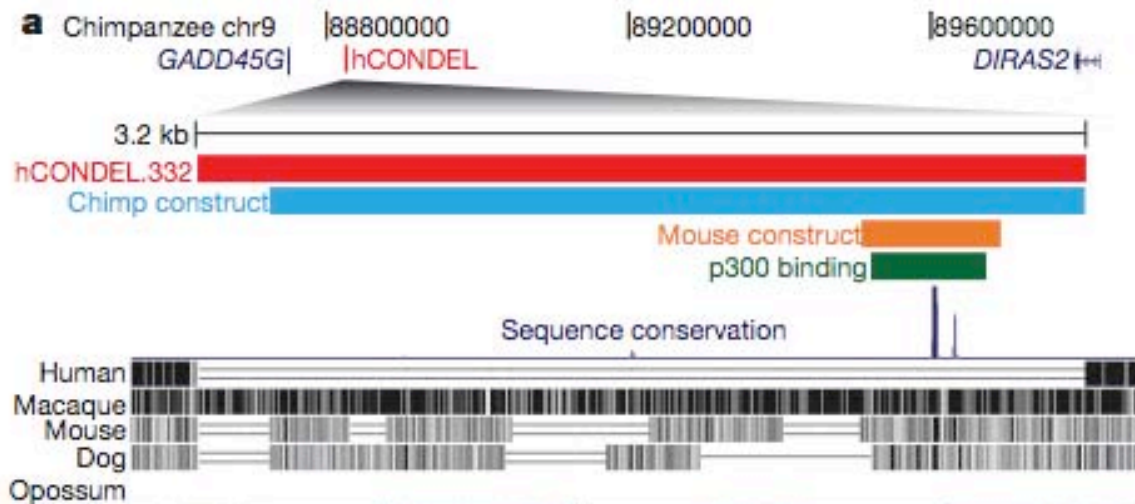 a Chimpanzee chr9 |88800000 |89200000 |89600000
GADD45G hCONDEL DIRAS2
3.2 kb
hCONDEL.332
Chimp construct
Mouse construct
p300 binding
Sequence conservation
Human
Macaque
Mouse
Dog
Opossum